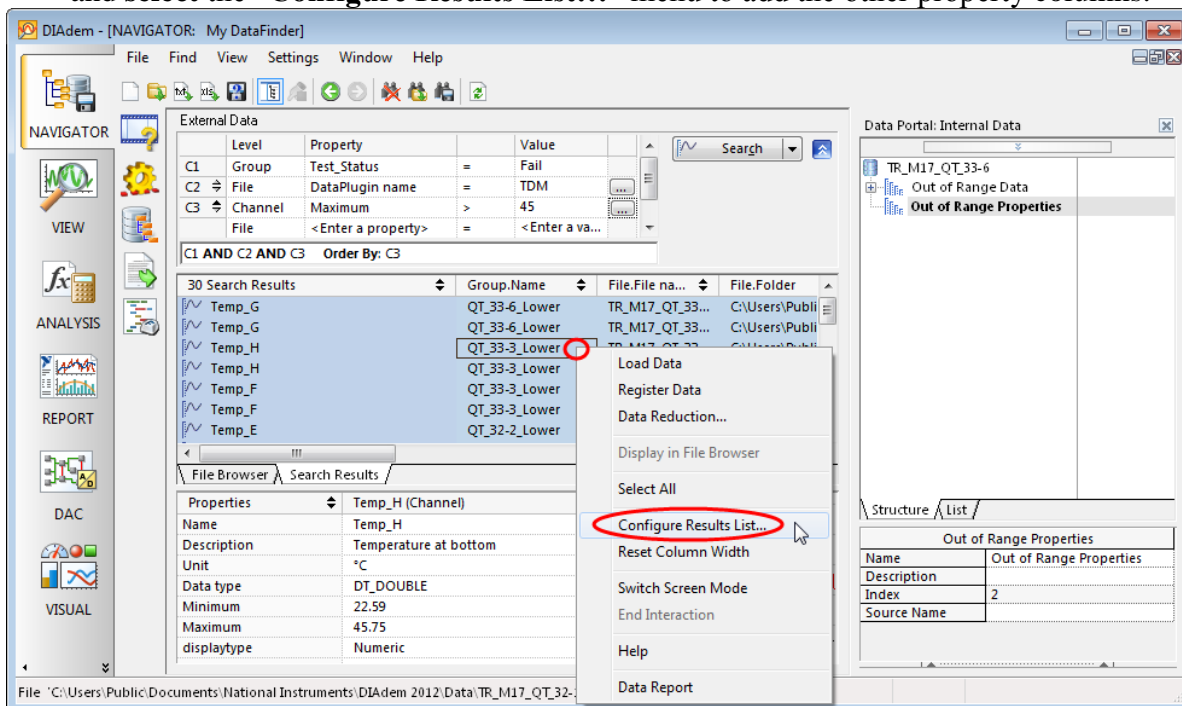 and select the "Configure Results List…" menu to add the other property columns.
DIAdem - [NAVIGATOR: My DataFinder]
File Find View Settings Window Help
NAVIGATOR
VIEW
ANALYSIS
REPORT
DAC
VISUAL
External Data
Level Property Value
C1 Group Test_Status = Fail
C2 File DataPlugin name = TDM ...
C3 Channel Maximum > 45 ...
File <Enter a property> = <Enter a va...
Search
C1 AND C2 AND C3 Order By: C3
30 Search Results Group.Name File.File na... File.Folder
Temp_G QT_33-6_Lower TR_M17_QT_33... C:\Users\Publi
Temp_G QT_33-6_Lower TR_M17_QT_33... C:\Users\Publi
Temp_H QT_33-3_Lower TR_M17_QT_33... C:\Users\Publi
Temp_H QT_33-3_Lower
Temp_F QT_33-3_Lower
Temp_F QT_33-3_Lower
Temp_E QT_32-2_Lower
File Browser Search Results
Properties Temp_H (Channel)
Name Temp_H
Description Temperature at bottom
Unit °C
Data type DT_DOUBLE
Minimum 22.59
Maximum 45.75
displaytype Numeric
Load Data
Register Data
Data Reduction...
Display in File Browser
Select All
Configure Results List...
Reset Column Width
Switch Screen Mode
End Interaction
Help
Data Report
Data Portal: Internal Data
TR_M17_QT_33-6
Out of Range Data
Out of Range Properties
Structure List
Out of Range Properties
Name Out of Range Properties
Description
Index 2
Source Name
File 'C:\Users\Public\Documents\National Instruments\DIAdem 2012\Data\TR_M17_QT_32-